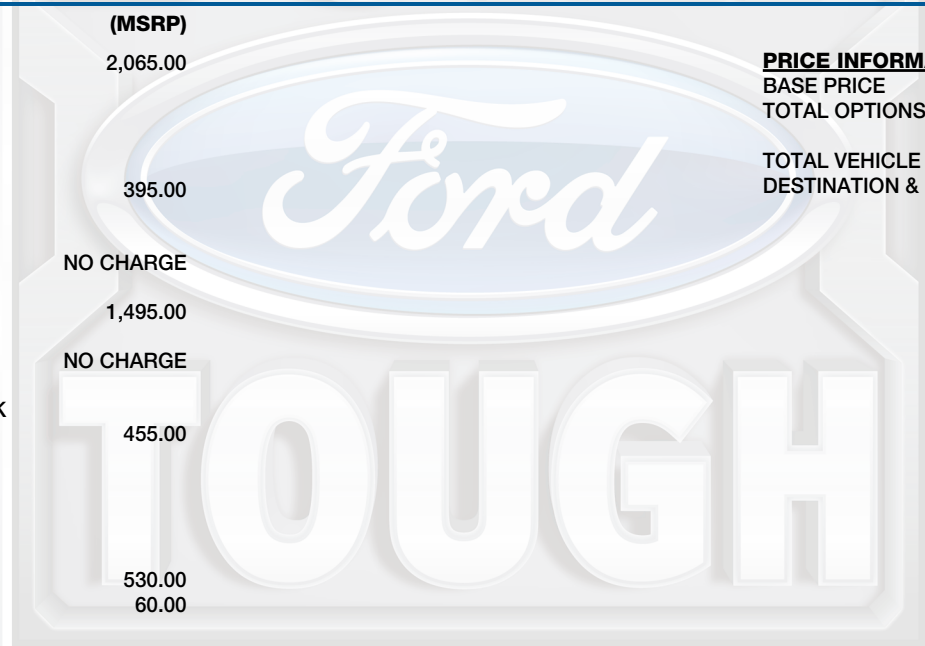 (MSRP)
2,065.00
395.00
NO CHARGE
1,495.00
NO CHARGE
K
455.00
530.00
60.00
PRICE INFORMA
BASE PRICE
TOTAL OPTIONS
TOTAL VEHICLE
DESTINATION &
Ford
TOUGH